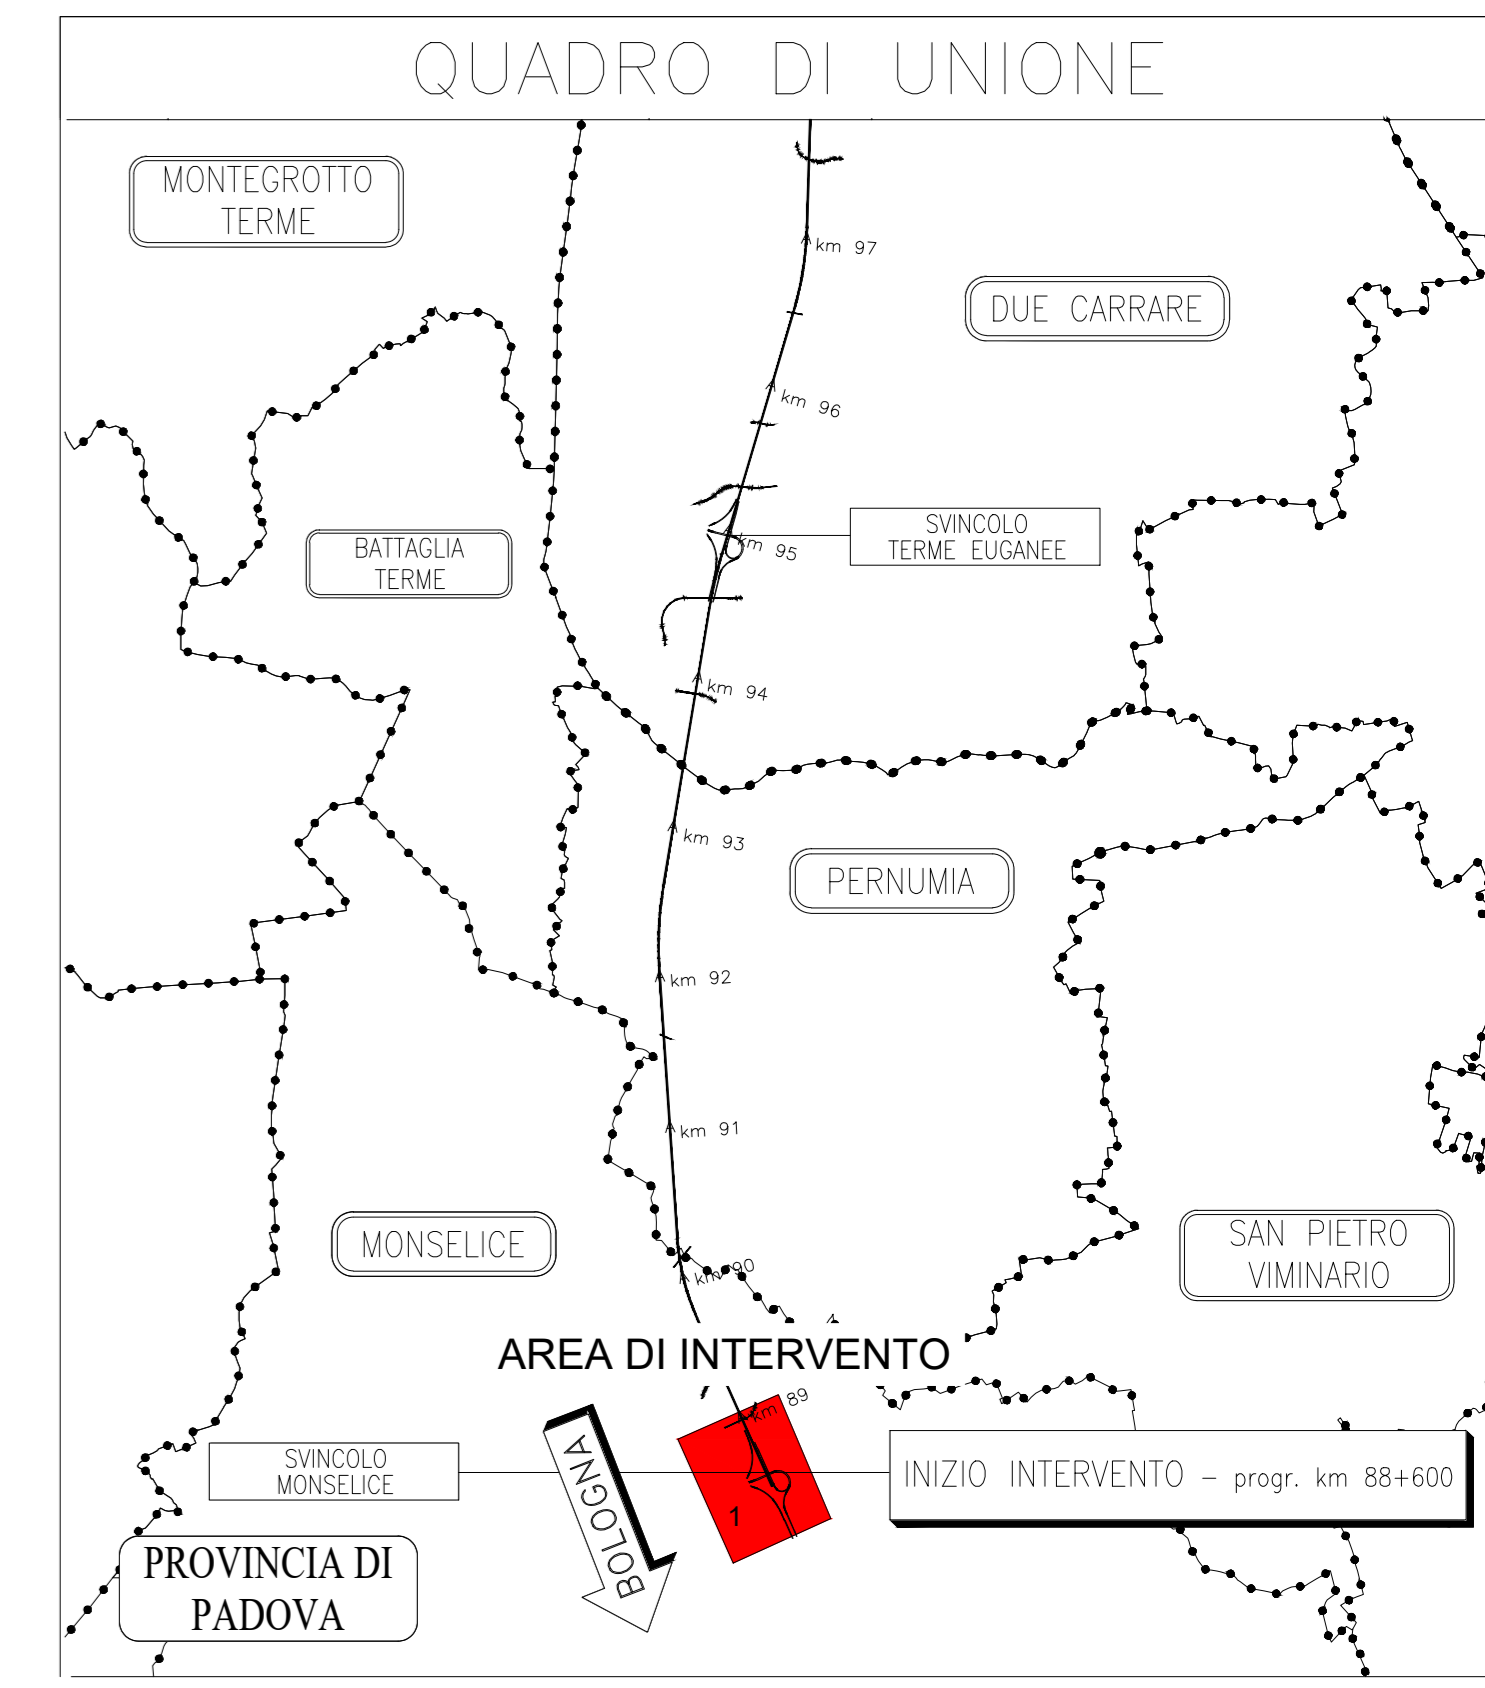 QUADRO DI UNIONE
MONTEGROTTO
TERME
km 97
DUE CARRARE
km 96
SVINCOLO
TERME EUGANEE
km 95
BATTAGLIA
TERME
km 94
km 93
PERNUMIA
km 92
km 91
MONSELICE
SAN PIETRO
VIMINARIO
km 90
AREA DI INTERVENTO
km 89
SVINCOLO
MONSELICE
BOLOGNA
1
INIZIO INTERVENTO - progr. km 88+600
PROVINCIA DI
PADOVA